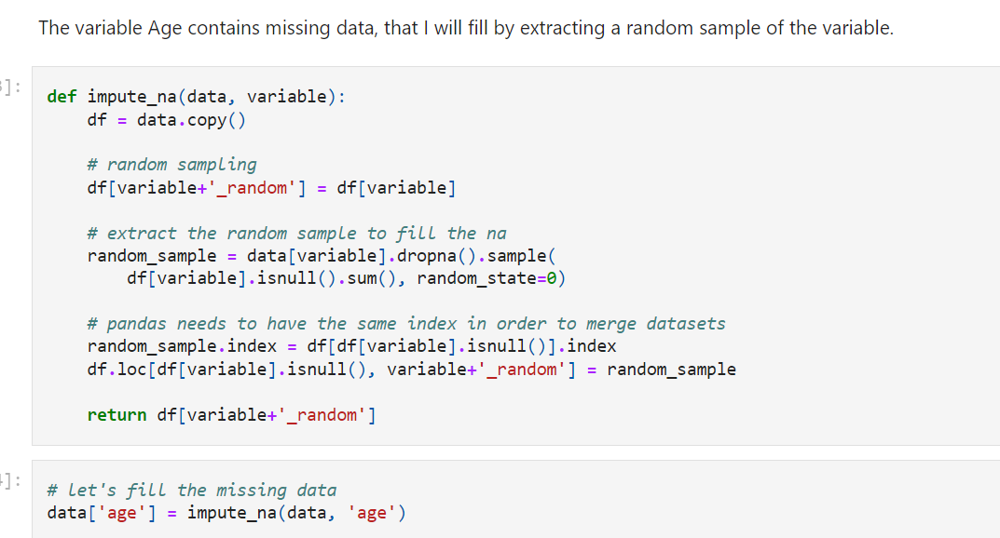 The variable Age contains missing data, that I will fill by extracting a random sample of the variable.
]:
def impute_na(data, variable):
    df = data.copy()
    # random sampling
    df[variable+'_random'] = df[variable]
    # extract the random sample to fill the na
    random_sample = data[variable].dropna().sample(
        df[variable].isnull().sum(), random_state=0)
    # pandas needs to have the same index in order to merge datasets
    random_sample.index = df[df[variable].isnull()].index
    df.loc[df[variable].isnull(), variable+'_random'] = random_sample
    return df[variable+'_random']
]:
# let's fill the missing data
data['age'] = impute_na(data, 'age')